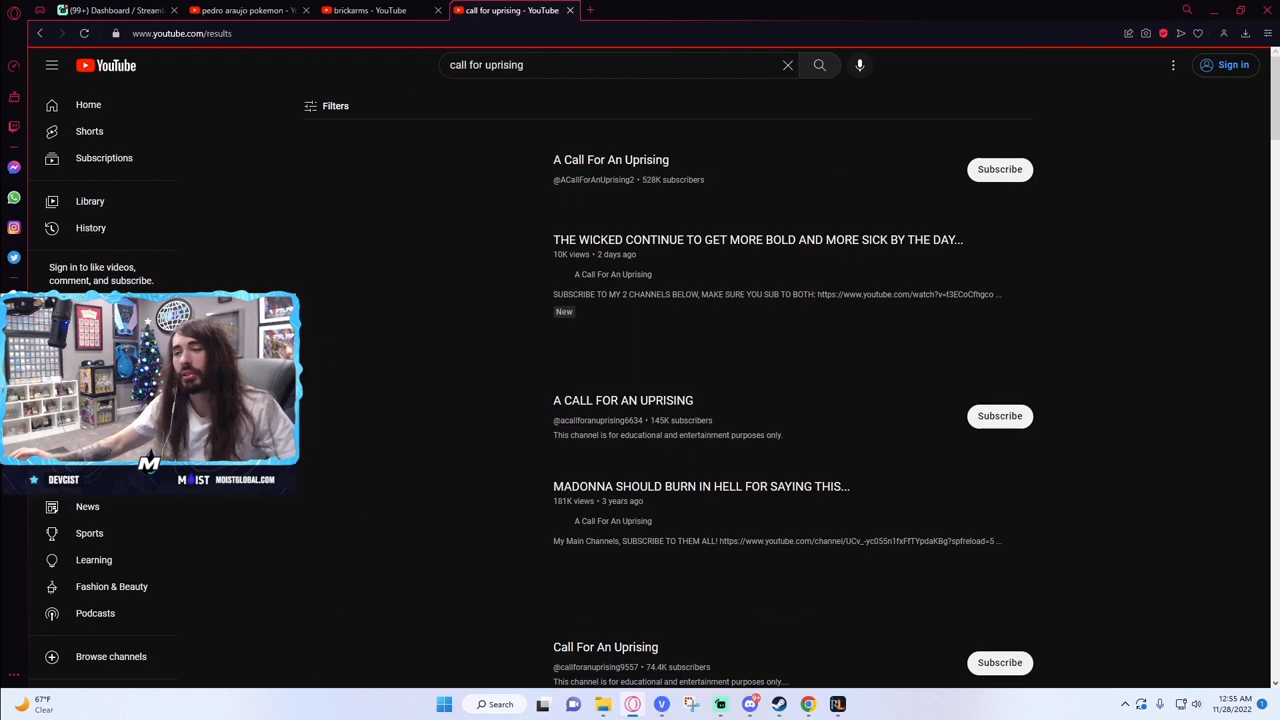 (99+) Dashboard / Streaml
pedro araujo pokemon - Yo
brickarms - YouTube
call for uprising - YouTube
www.youtube.com/results
YouTube
call for uprising
Sign in
Home
Shorts
Subscriptions
Library
History
Sign in to like videos,
comment, and subscribe.
News
Sports
Learning
Fashion & Beauty
Podcasts
Browse channels
Filters
A Call For An Uprising
@ACallForAnUprising2 • 528K subscribers
Subscribe
THE WICKED CONTINUE TO GET MORE BOLD AND MORE SICK BY THE DAY...
10K views • 2 days ago
A Call For An Uprising
SUBSCRIBE TO MY 2 CHANNELS BELOW, MAKE SURE YOU SUB TO BOTH: https://www.youtube.com/watch?v=t3ECoCfhgco ...
New
A CALL FOR AN UPRISING
@acallforanuprising6634 • 145K subscribers
This channel is for educational and entertainment purposes only.
Subscribe
MADONNA SHOULD BURN IN HELL FOR SAYING THIS...
181K views • 3 years ago
A Call For An Uprising
My Main Channels, SUBSCRIBE TO THEM ALL! https://www.youtube.com/channel/UCv_-yc055n1fxFfTYpdaKBg?spfreload=5 ...
Call For An Uprising
@callforanuprising9557 • 74.4K subscribers
This channel is for educational and entertainment purposes only....
Subscribe
M
DEVCIST
MOIST
MOISTGLOBAL.COM
67°F
Clear
Search
12:55 AM
11/28/2022